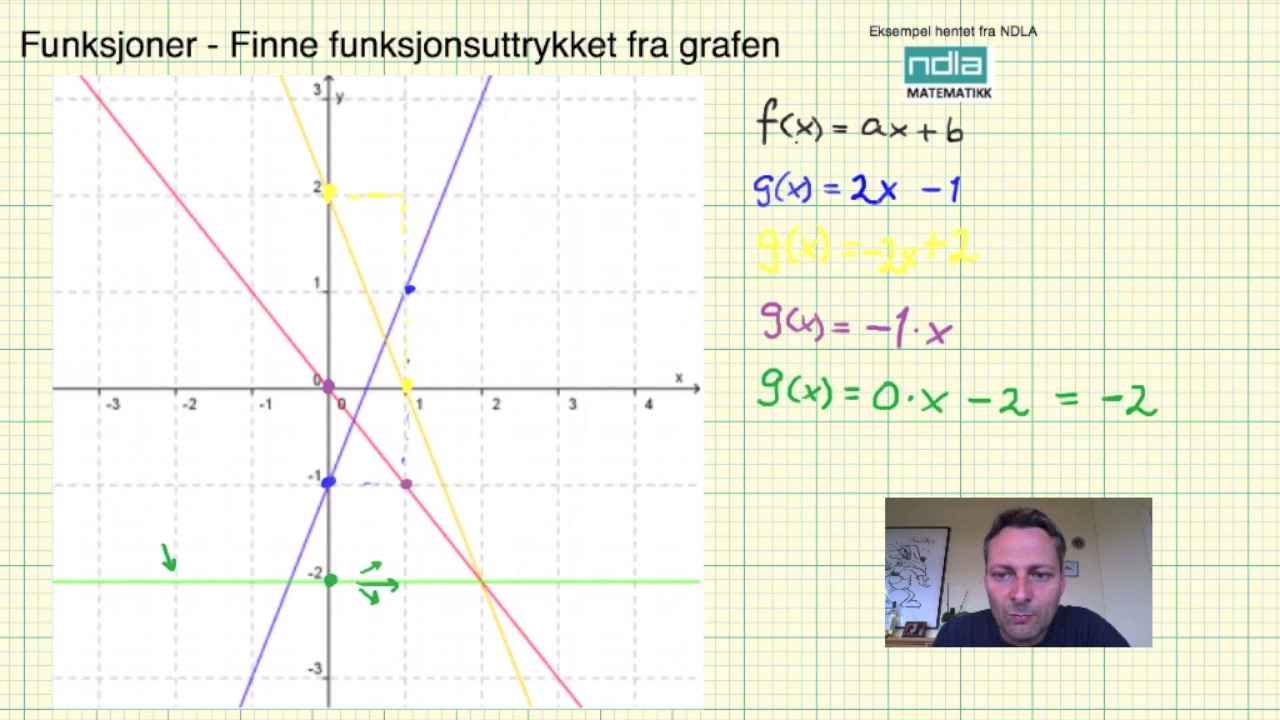 Funksjoner - Finne funksjonsuttrykket fra grafen
Eksempel hentet fra NDLA
ndla
MATEMATIKK
f(x) = ax + b
g(x) = 2x - 1
g(x) = -2x + 2
g(x) = -1 · x
g(x) = 0 · x - 2 = -2
3
y
2
1
0
x
-3 -2 -1 0 1 2 3 4
-1
-2
-3